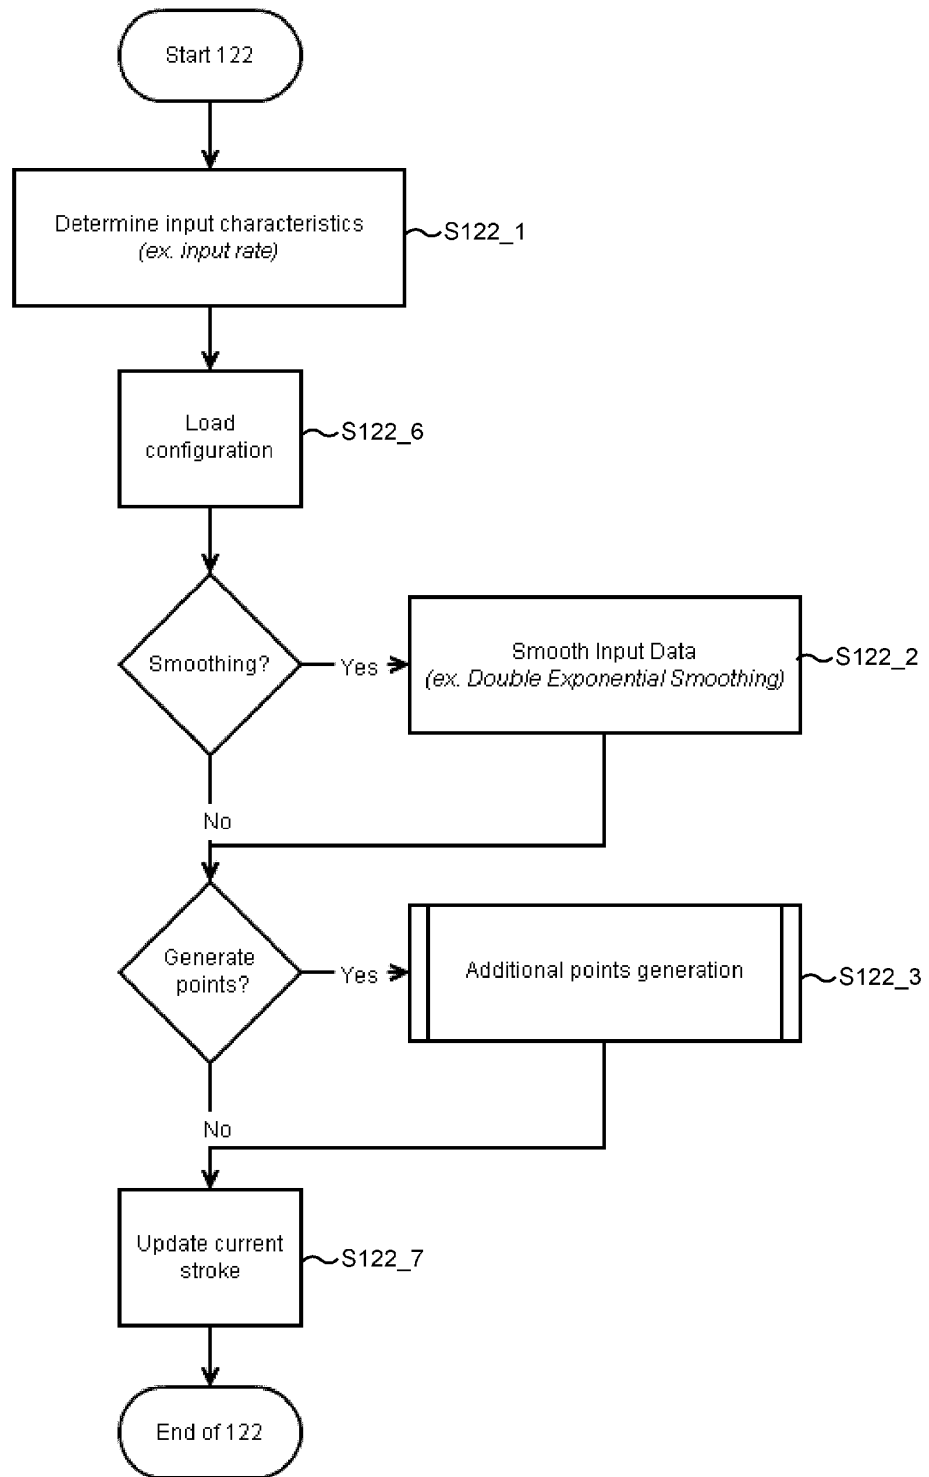 Start 122
Determine input characteristics
(ex. input rate)
S122_1
Load
configuration
S122_6
Smoothing?
Yes
Smooth Input Data
(ex. Double Exponential Smoothing)
S122_2
No
Generate
points?
Yes
Additional points generation
S122_3
No
Update current
stroke
S122_7
End of 122